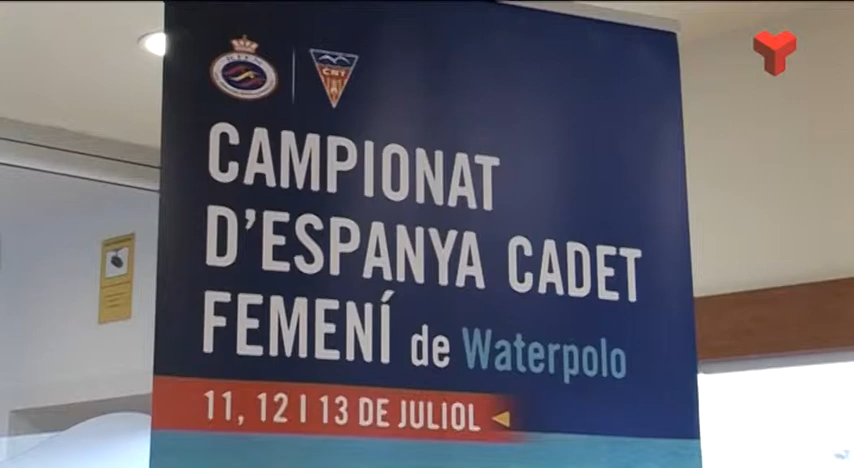 CAMPIONAT
D'ESPANYA CADET
FEMENÍ de Waterpolo
11, 12 I 13 DE JULIOL